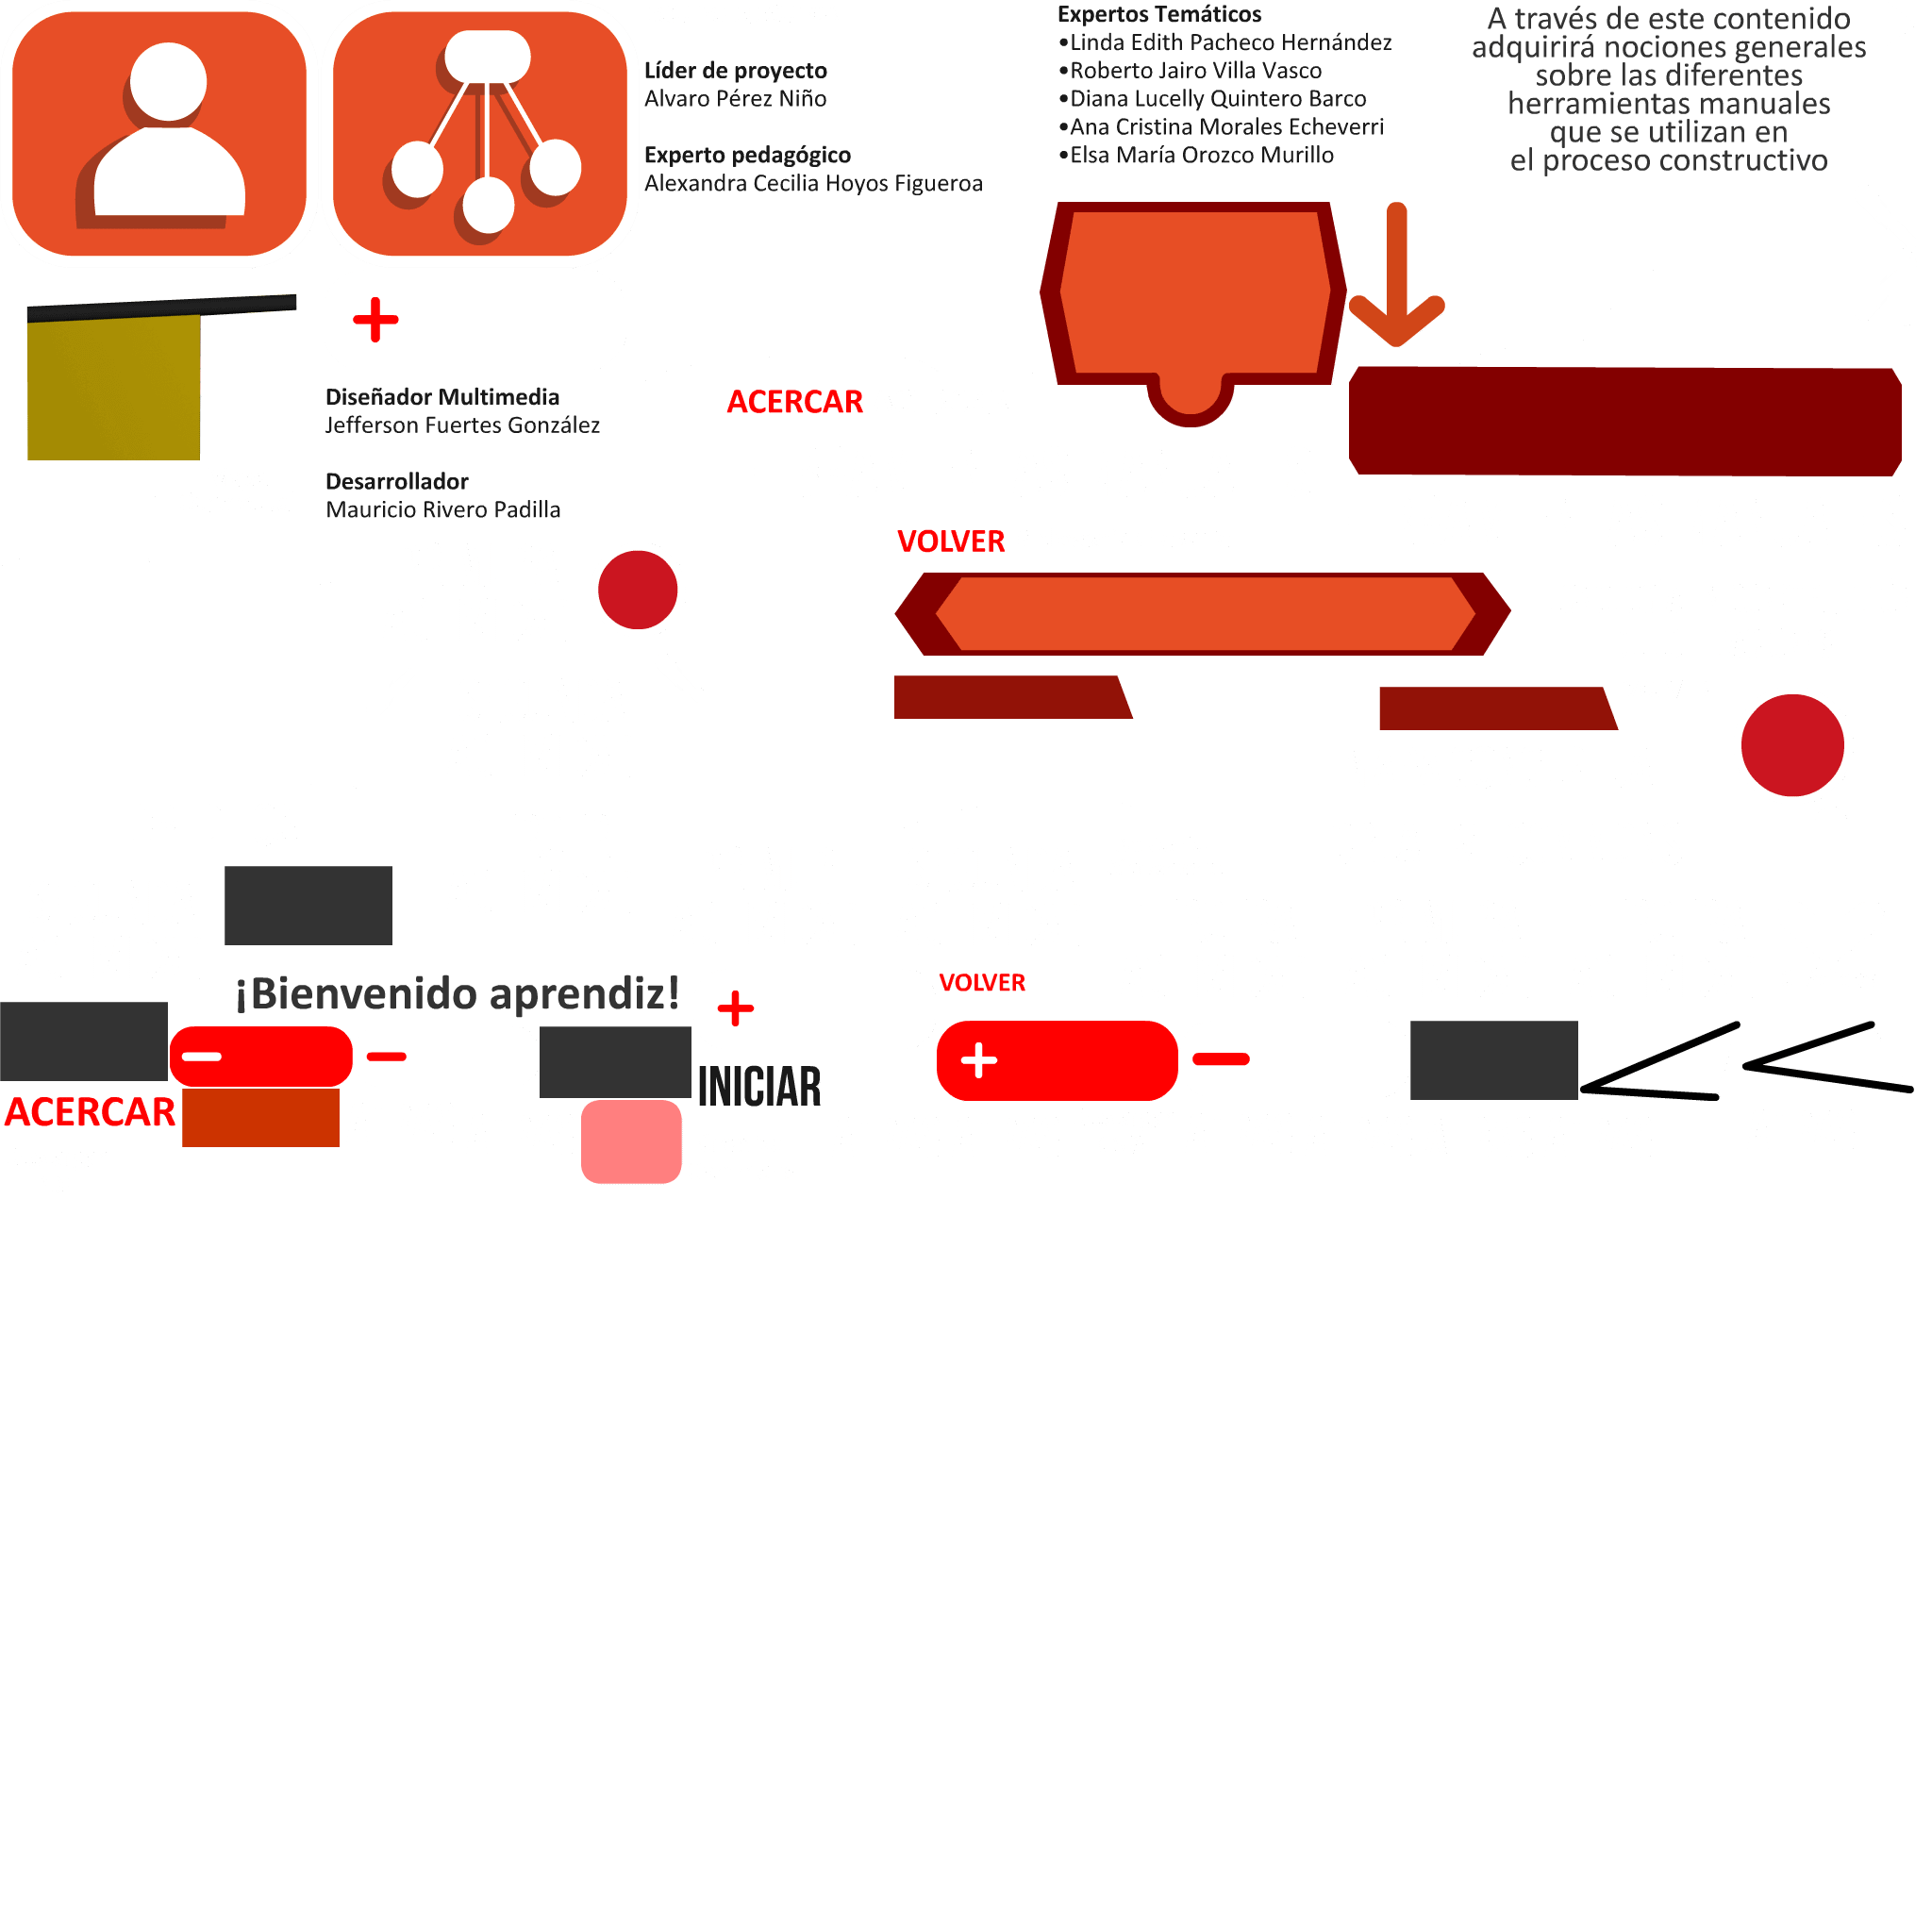 Líder de proyecto
Alvaro Pérez Niño
Experto pedagógico
Alexandra Cecilia Hoyos Figueroa
Expertos Temáticos
•Linda Edith Pacheco Hernández
•Roberto Jairo Villa Vasco
•Diana Lucelly Quintero Barco
•Ana Cristina Morales Echeverri
•Elsa María Orozco Murillo
A través de este contenido
adquirirá nociones generales
sobre las diferentes
herramientas manuales
que se utilizan en
el proceso constructivo
Diseñador Multimedia
Jefferson Fuertes González
Desarrollador
Mauricio Rivero Padilla
ACERCAR
VOLVER
¡Bienvenido aprendiz!
VOLVER
INICIAR
ACERCAR